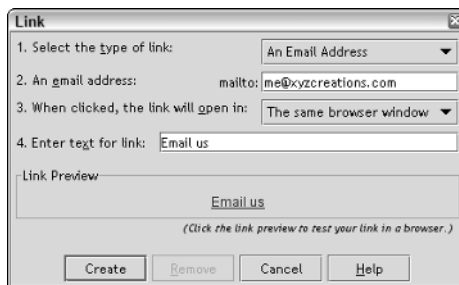 Link
1. Select the type of link: An Email Address
2. An email address: mailto: me@xyzcreations.com
3. When clicked, the link will open in: The same browser window
4. Enter text for link: Email us
Link Preview
Email us
(Click the link preview to test your link in a browser.)
Create Remove Cancel Help